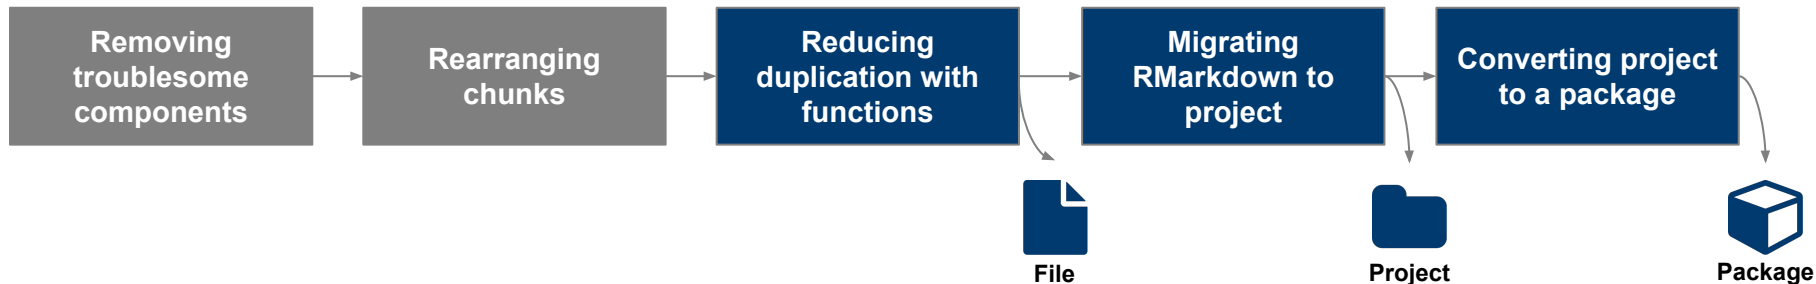 Removing
troublesome
components
Rearranging
chunks
Reducing
duplication with
functions
Migrating
RMarkdown to
project
Converting project
to a package
File
Project
Package